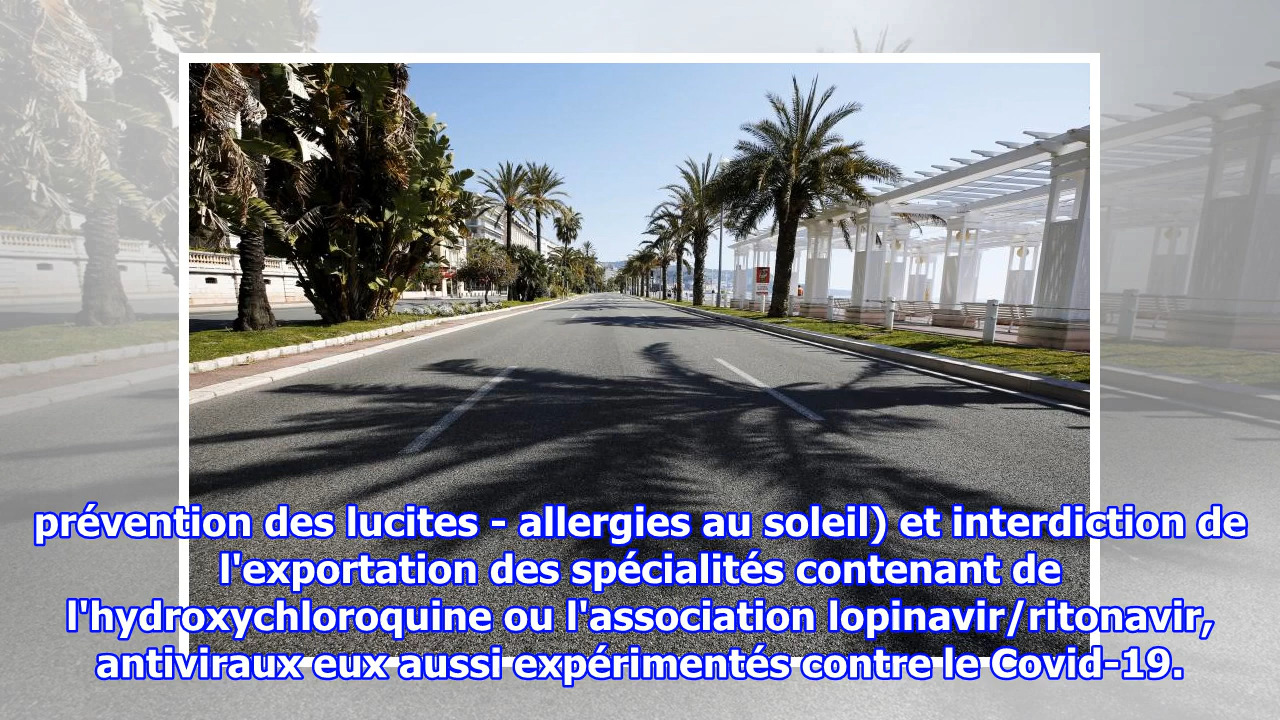 prévention des lucites - allergies au soleil) et interdiction de
l'exportation des spécialités contenant de
l'hydroxychloroquine ou l'association lopinavir/ritonavir,
antiviraux eux aussi expérimentés contre le Covid-19.